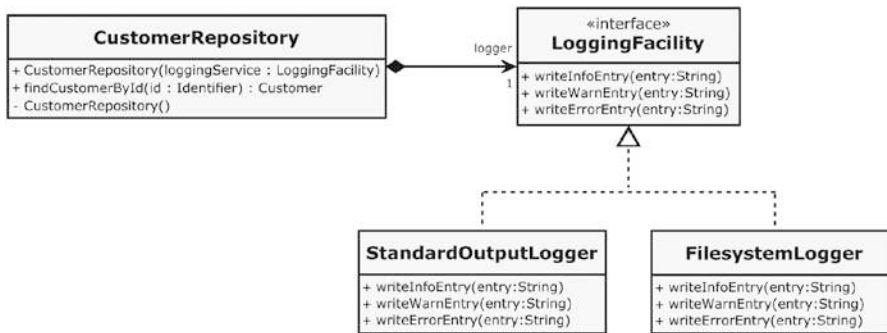 CustomerRepository
+ CustomerRepository(loggingService : LoggingFacility)
+ findCustomerById(id : Identifier) : Customer
- CustomerRepository()
logger
1
«interface»
LoggingFacility
+ writeInfoEntry(entry:String)
+ writeWarnEntry(entry:String)
+ writeErrorEntry(entry:String)
StandardOutputLogger
+ writeInfoEntry(entry:String)
+ writeWarnEntry(entry:String)
+ writeErrorEntry(entry:String)
FilesystemLogger
+ writeInfoEntry(entry:String)
+ writeWarnEntry(entry:String)
+ writeErrorEntry(entry:String)